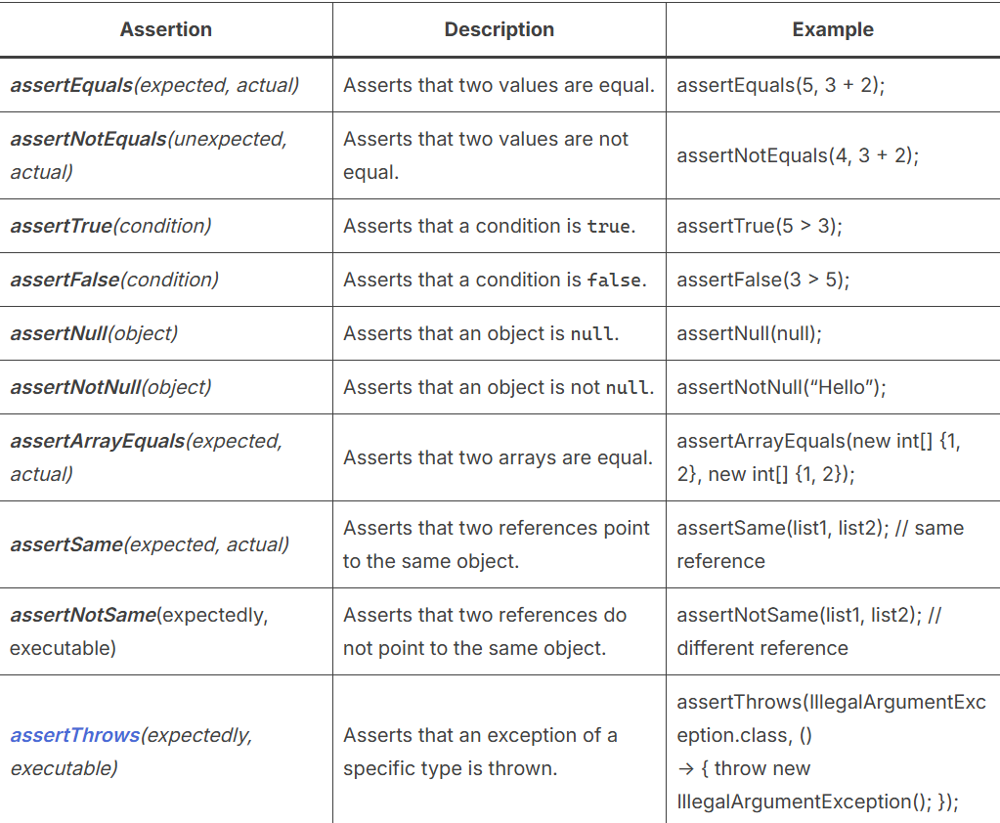 Assertion Description Example
assertEquals(expected, actual) Asserts that two values are equal. assertEquals(5, 3 + 2);
assertNotEquals(unexpected,
actual)
Asserts that two values are not
equal.
assertNotEquals(4, 3 + 2);
assertTrue(condition) Asserts that a condition is true. assertTrue(5 > 3);
assertFalse(condition) Asserts that a condition is false. assertFalse(3 > 5);
assertNull(object) Asserts that an object is null. assertNull(null);
assertNotNull(object) Asserts that an object is not null. assertNotNull(“Hello”);
assertArrayEquals(expected,
actual)
Asserts that two arrays are equal.
assertArrayEquals(new int[] {1,
2}, new int[] {1, 2});
assertSame(expected, actual)
Asserts that two references point
to the same object.
assertSame(list1, list2); // same
reference
assertNotSame(expectedly,
executable)
Asserts that two references do
not point to the same object.
assertNotSame(list1, list2); //
different reference
assertThrows(expectedly,
executable)
Asserts that an exception of a
specific type is thrown.
assertThrows(IllegalArgumentExc
eption.class, ()
→ { throw new
IllegalArgumentException(); });